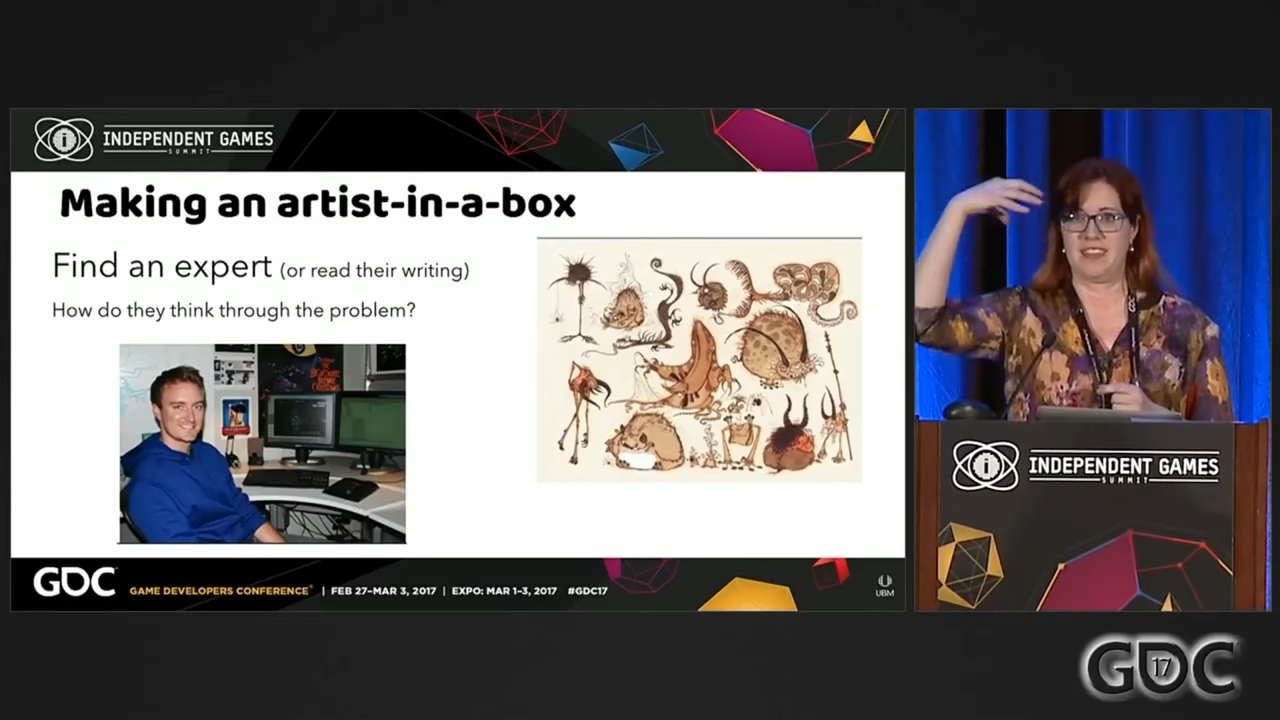 INDEPENDENT GAMES
SUMMIT
Making an artist-in-a-box
Find an expert (or read their writing)
How do they think through the problem?
GDC
GAME DEVELOPERS CONFERENCE® | FEB 27–MAR 3, 2017 | EXPO: MAR 1–3, 2017 #GDC17
UBM
INDEPENDENT GAMES
SUMMIT
GDC
17